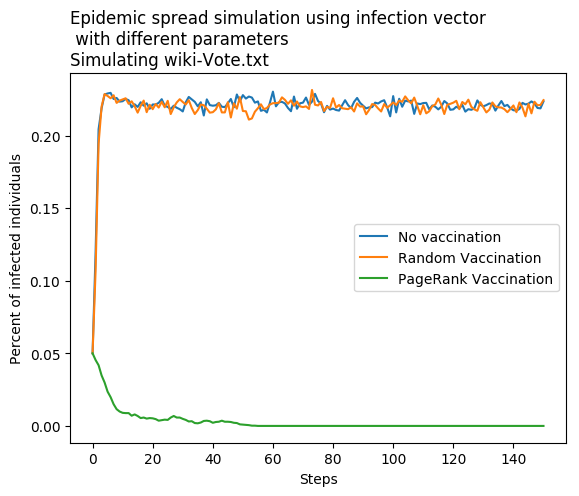 Epidemic spread simulation using infection vector
with different parameters
Simulating wiki-Vote.txt
Percent of infected individuals
0.20
0.15
0.10
0.05
0.00
No vaccination
Random Vaccination
PageRank Vaccination
0 20 40 60 80 100 120 140
Steps